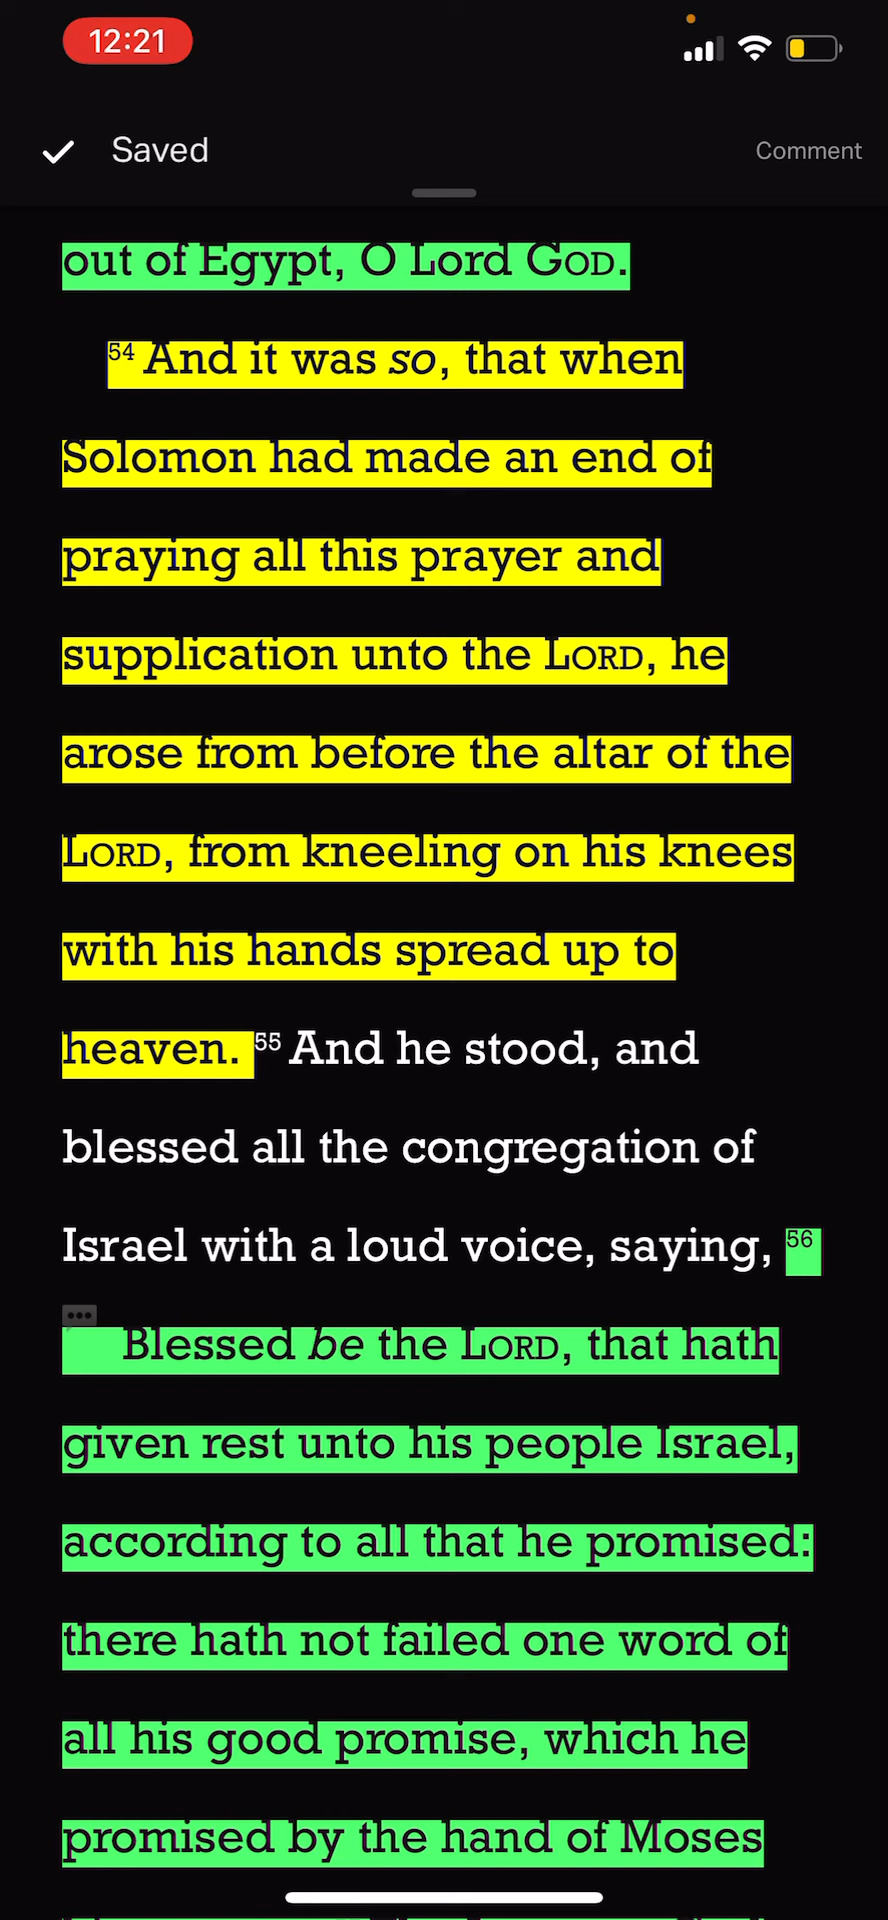 12:21
Saved
Comment
out of Egypt, O Lord GOD.
54 And it was so, that when
Solomon had made an end of
praying all this prayer and
supplication unto the LORD, he
arose from before the altar of the
LORD, from kneeling on his knees
with his hands spread up to
heaven. 55 And he stood, and
blessed all the congregation of
Israel with a loud voice, saying, 56
Blessed be the LORD, that hath
given rest unto his people Israel,
according to all that he promised:
there hath not failed one word of
all his good promise, which he
promised by the hand of Moses